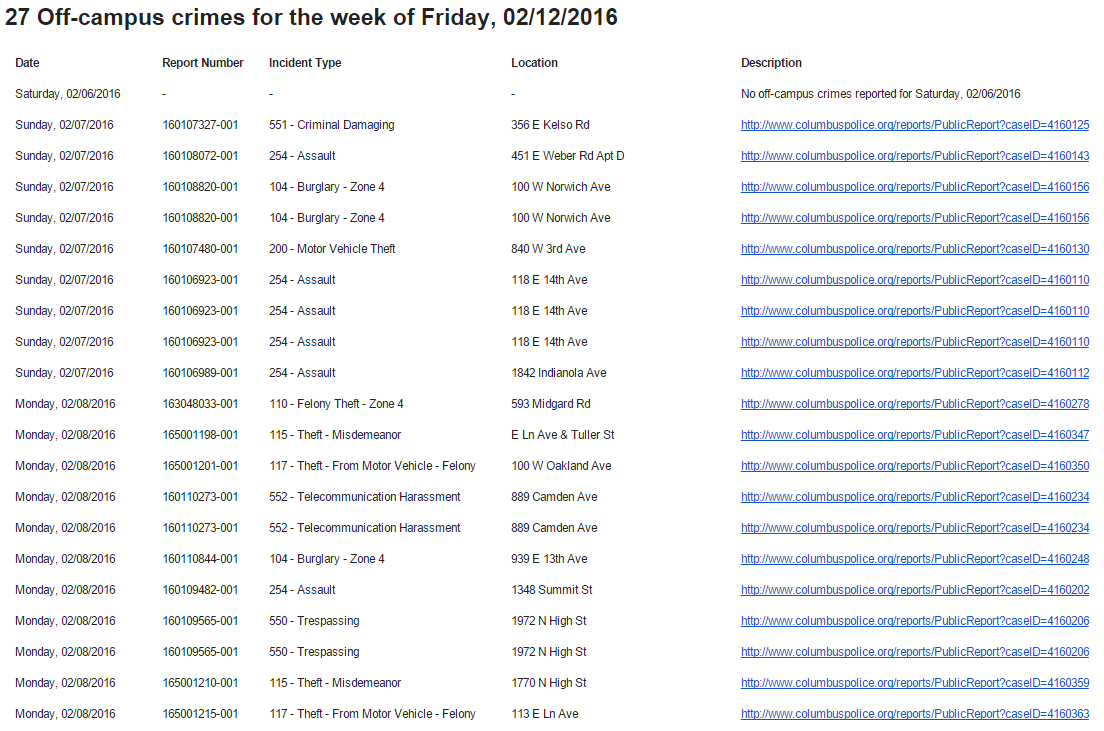 27 Off-campus crimes for the week of Friday, 02/12/2016
Date Report Number Incident Type Location Description
Saturday, 02/06/2016 - - - No off-campus crimes reported for Saturday, 02/06/2016
Sunday, 02/07/2016 160107327-001 551 - Criminal Damaging 356 E Kelso Rd http://www.columbuspolice.org/reports/PublicReport?caseID=4160125
Sunday, 02/07/2016 160108072-001 254 - Assault 451 E Weber Rd Apt D http://www.columbuspolice.org/reports/PublicReport?caseID=4160143
Sunday, 02/07/2016 160108820-001 104 - Burglary - Zone 4 100 W Norwich Ave http://www.columbuspolice.org/reports/PublicReport?caseID=4160156
Sunday, 02/07/2016 160108820-001 104 - Burglary - Zone 4 100 W Norwich Ave http://www.columbuspolice.org/reports/PublicReport?caseID=4160156
Sunday, 02/07/2016 160107480-001 200 - Motor Vehicle Theft 840 W 3rd Ave http://www.columbuspolice.org/reports/PublicReport?caseID=4160130
Sunday, 02/07/2016 160106923-001 254 - Assault 118 E 14th Ave http://www.columbuspolice.org/reports/PublicReport?caseID=4160110
Sunday, 02/07/2016 160106923-001 254 - Assault 118 E 14th Ave http://www.columbuspolice.org/reports/PublicReport?caseID=4160110
Sunday, 02/07/2016 160106923-001 254 - Assault 118 E 14th Ave http://www.columbuspolice.org/reports/PublicReport?caseID=4160110
Sunday, 02/07/2016 160106989-001 254 - Assault 1842 Indianola Ave http://www.columbuspolice.org/reports/PublicReport?caseID=4160112
Monday, 02/08/2016 163048033-001 110 - Felony Theft - Zone 4 593 Midgard Rd http://www.columbuspolice.org/reports/PublicReport?caseID=4160278
Monday, 02/08/2016 165001198-001 115 - Theft - Misdemeanor E Ln Ave & Tuller St http://www.columbuspolice.org/reports/PublicReport?caseID=4160347
Monday, 02/08/2016 165001201-001 117 - Theft - From Motor Vehicle - Felony 100 W Oakland Ave http://www.columbuspolice.org/reports/PublicReport?caseID=4160350
Monday, 02/08/2016 160110273-001 552 - Telecommunication Harassment 889 Camden Ave http://www.columbuspolice.org/reports/PublicReport?caseID=4160234
Monday, 02/08/2016 160110273-001 552 - Telecommunication Harassment 889 Camden Ave http://www.columbuspolice.org/reports/PublicReport?caseID=4160234
Monday, 02/08/2016 160110844-001 104 - Burglary - Zone 4 939 E 13th Ave http://www.columbuspolice.org/reports/PublicReport?caseID=4160248
Monday, 02/08/2016 160109482-001 254 - Assault 1348 Summit St http://www.columbuspolice.org/reports/PublicReport?caseID=4160202
Monday, 02/08/2016 160109565-001 550 - Trespassing 1972 N High St http://www.columbuspolice.org/reports/PublicReport?caseID=4160206
Monday, 02/08/2016 160109565-001 550 - Trespassing 1972 N High St http://www.columbuspolice.org/reports/PublicReport?caseID=4160206
Monday, 02/08/2016 165001210-001 115 - Theft - Misdemeanor 1770 N High St http://www.columbuspolice.org/reports/PublicReport?caseID=4160359
Monday, 02/08/2016 165001215-001 117 - Theft - From Motor Vehicle - Felony 113 E Ln Ave http://www.columbuspolice.org/reports/PublicReport?caseID=4160363